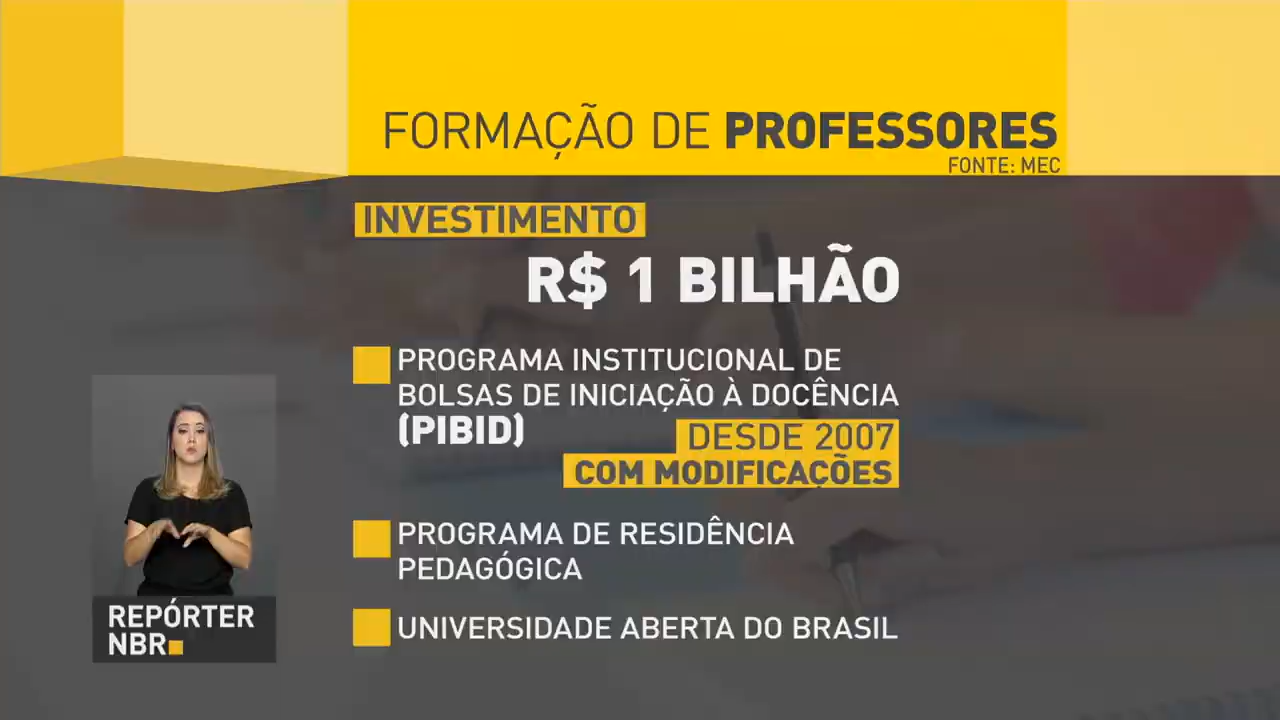 FORMAÇÃO DE PROFESSORES
FONTE: MEC
INVESTIMENTO
R$ 1 BILHÃO
PROGRAMA INSTITUCIONAL DE
BOLSAS DE INICIAÇÃO À DOCÊNCIA
(PIBID)
DESDE 2007
COM MODIFICAÇÕES
PROGRAMA DE RESIDÊNCIA
PEDAGÓGICA
UNIVERSIDADE ABERTA DO BRASIL
REPÓRTER
NBR